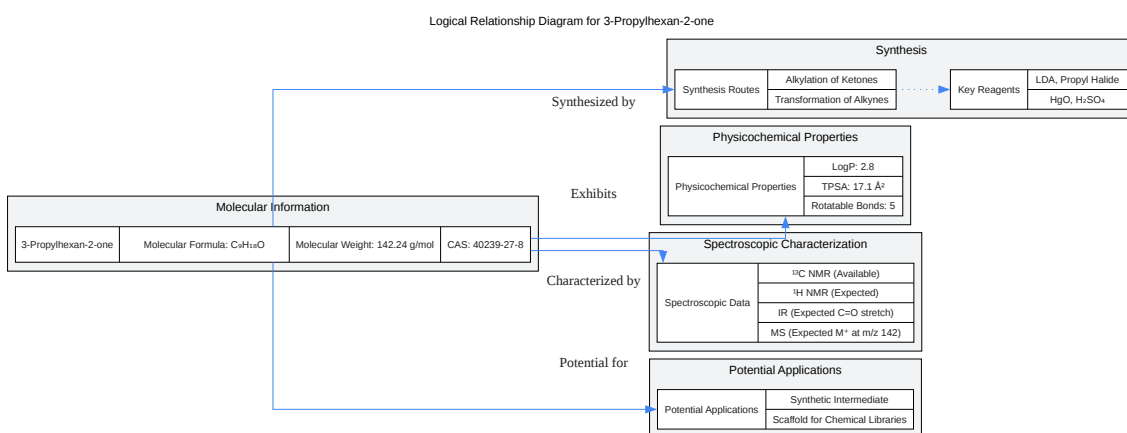 Logical Relationship Diagram for 3-Propylhexan-2-one
Synthesis
Synthesis Routes
Alkylation of Ketones
Transformation of Alkynes
Key Reagents
LDA, Propyl Halide
HgO, H₂SO₄
Synthesized by
Physicochemical Properties
Physicochemical Properties
LogP: 2.8
TPSA: 17.1 Å²
Rotatable Bonds: 5
Exhibits
Molecular Information
3-Propylhexan-2-one
Molecular Formula: C₉H₁₈O
Molecular Weight: 142.24 g/mol
CAS: 40239-27-8
Spectroscopic Characterization
Spectroscopic Data
¹³C NMR (Available)
¹H NMR (Expected)
IR (Expected C=O stretch)
MS (Expected M⁺ at m/z 142)
Characterized by
Potential for
Potential Applications
Potential Applications
Synthetic Intermediate
Scaffold for Chemical Libraries